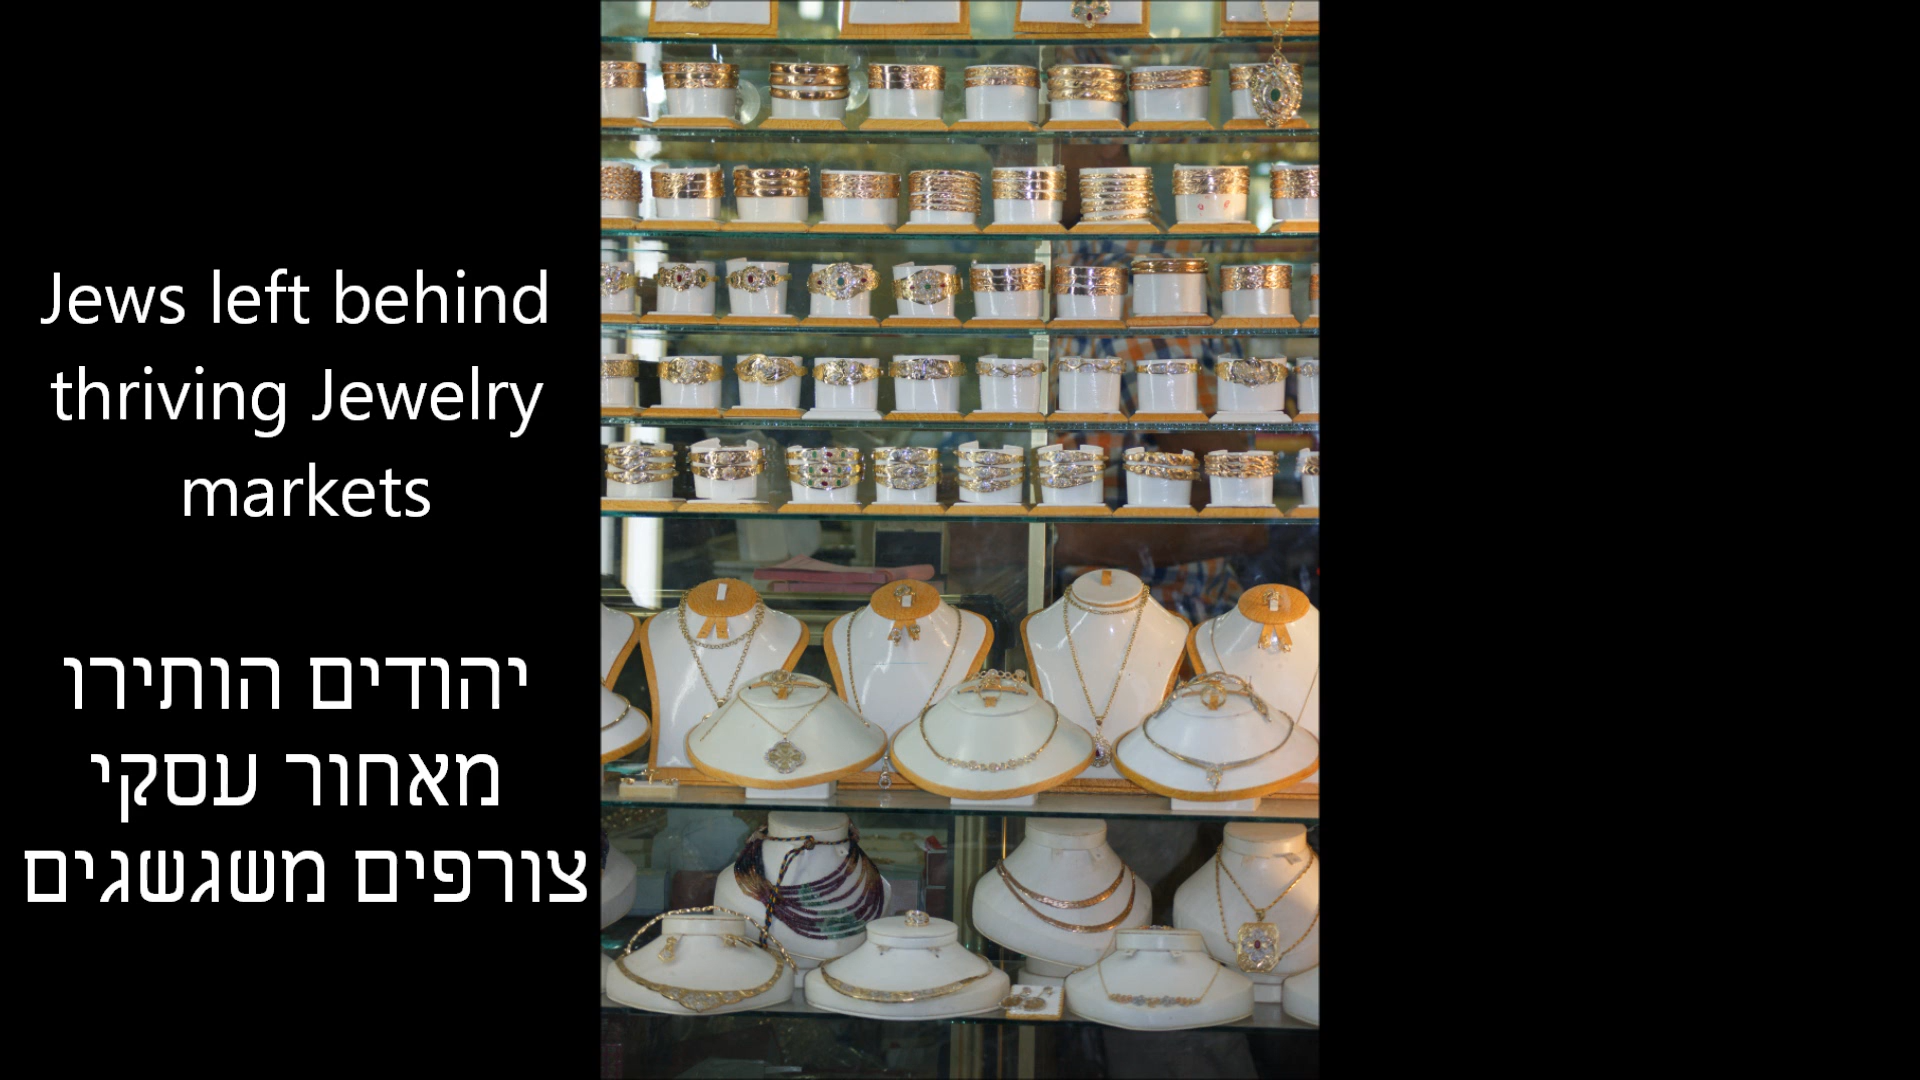 Jews left behind
thriving Jewelry
markets
יהודים הותירו
מאחור עסקי
צורפים משגשגים